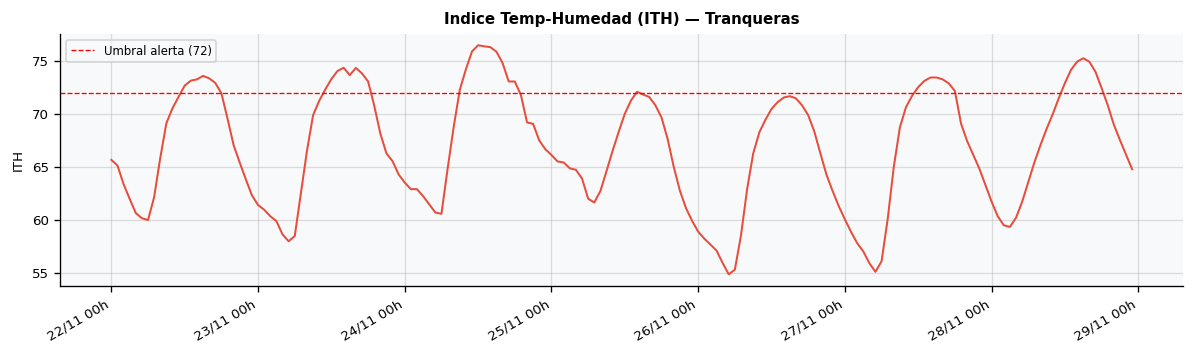 Indice Temp-Humedad (ITH) — Tranqueras
Umbral alerta (72)
ITH
75
70
65
60
55
22/11 00h
23/11 00h
24/11 00h
25/11 00h
26/11 00h
27/11 00h
28/11 00h
29/11 00h